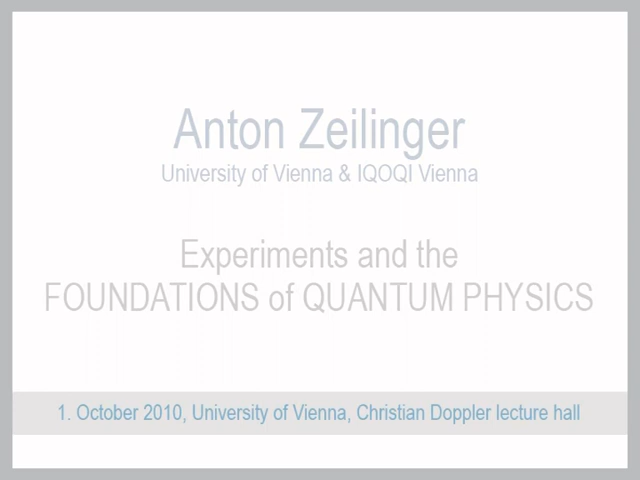 Anton Zeilinger
University of Vienna & IQOQI Vienna
Experiments and the
FOUNDATIONS of QUANTUM PHYSICS
1. October 2010, University of Vienna, Christian Doppler lecture hall